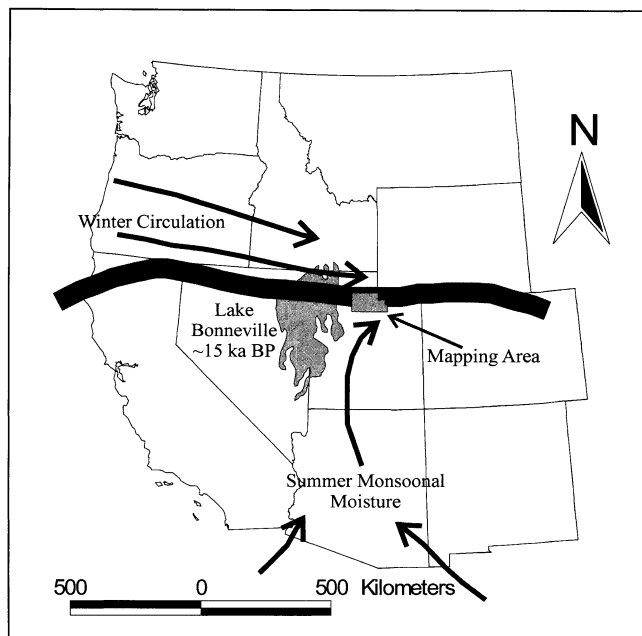 N
Winter Circulation
Lake
Bonneville
~15 ka BP
Mapping Area
Summer Monsoonal
Moisture
500 0 500 Kilometers